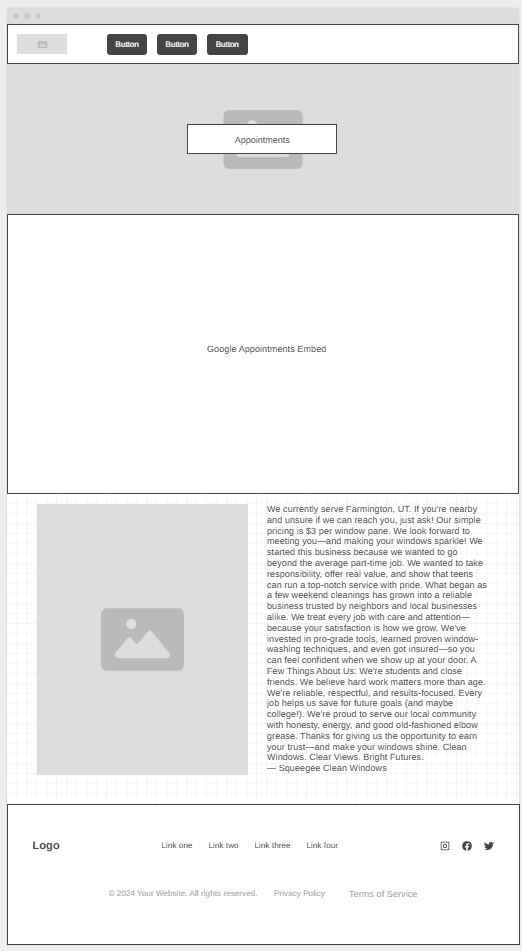 Button Button Button
Appointments
Google Appointments Embed
We currently serve Farmington, UT. If you're nearby
and unsure if we can reach you, just ask! Our simple
pricing is $3 per window pane. We look forward to
meeting you—and making your windows sparkle! We
started this business because we wanted to go
beyond the average part-time job. We wanted to take
responsibility, offer real value, and show that teens
can run a top-notch service with pride. What began as
a few weekend cleanings has grown into a reliable
business trusted by neighbors and local businesses
alike. We treat every job with care and attention—
because your satisfaction is how we grow. We've
invested in pro-grade tools, learned proven window-
washing techniques, and even got insured—so you
can feel confident when we show up at your door. A
Few Things About Us: We're students and close
friends. We believe hard work matters more than age.
We're reliable, respectful, and results-focused. Every
job helps us save for future goals (and maybe
college!). We're proud to serve our local community
with honesty, energy, and good old-fashioned elbow
grease. Thanks for giving us the opportunity to earn
your trust—and make your windows shine. Clean
Windows. Clear Views. Bright Futures.
— Squeegee Clean Windows
Logo Link one Link two Link three Link four
© 2024 Your Website. All rights reserved. Privacy Policy Terms of Service